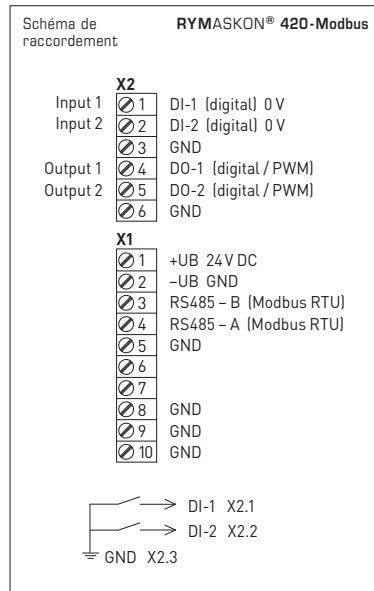 Schéma de raccordement
RYMASKON® 420-Modbus
X2
Input 1 1 DI-1 (digital) 0 V
Input 2 2 DI-2 (digital) 0 V
3 GND
Output 1 4 DO-1 (digital / PWM)
Output 2 5 DO-2 (digital / PWM)
6 GND
X1
1 +UB 24 V DC
2 –UB GND
3 RS485 – B (Modbus RTU)
4 RS485 – A (Modbus RTU)
5 GND
6
7
8 GND
9 GND
10 GND
DI-1 X2.1
DI-2 X2.2
GND X2.3